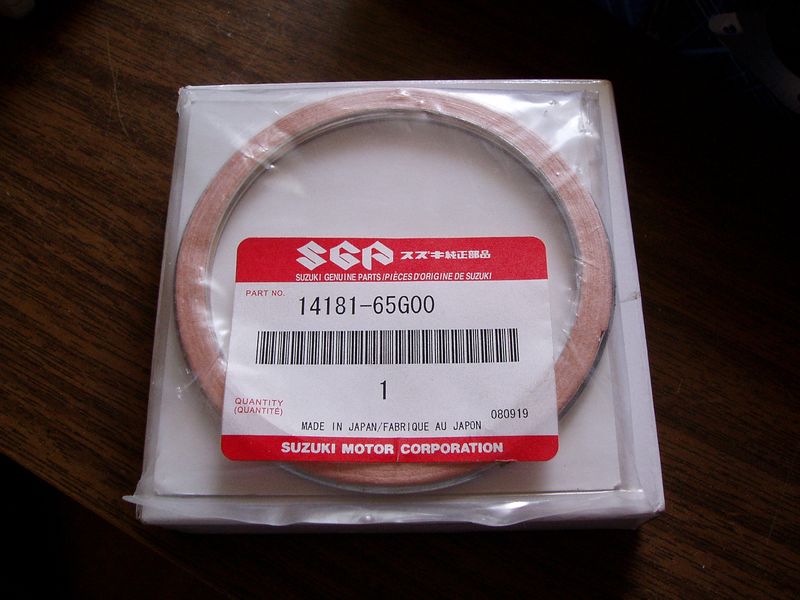 SGP スズキ純正部品
SUZUKI GENUINE PARTS/PIÈCES D'ORIGINE DE SUZUKI
PART NO. 14181-65G00
1
QUANTITY
(QUANTITÉ)
080919
MADE IN JAPAN/FABRIQUE AU JAPON
SUZUKI MOTOR CORPORATION